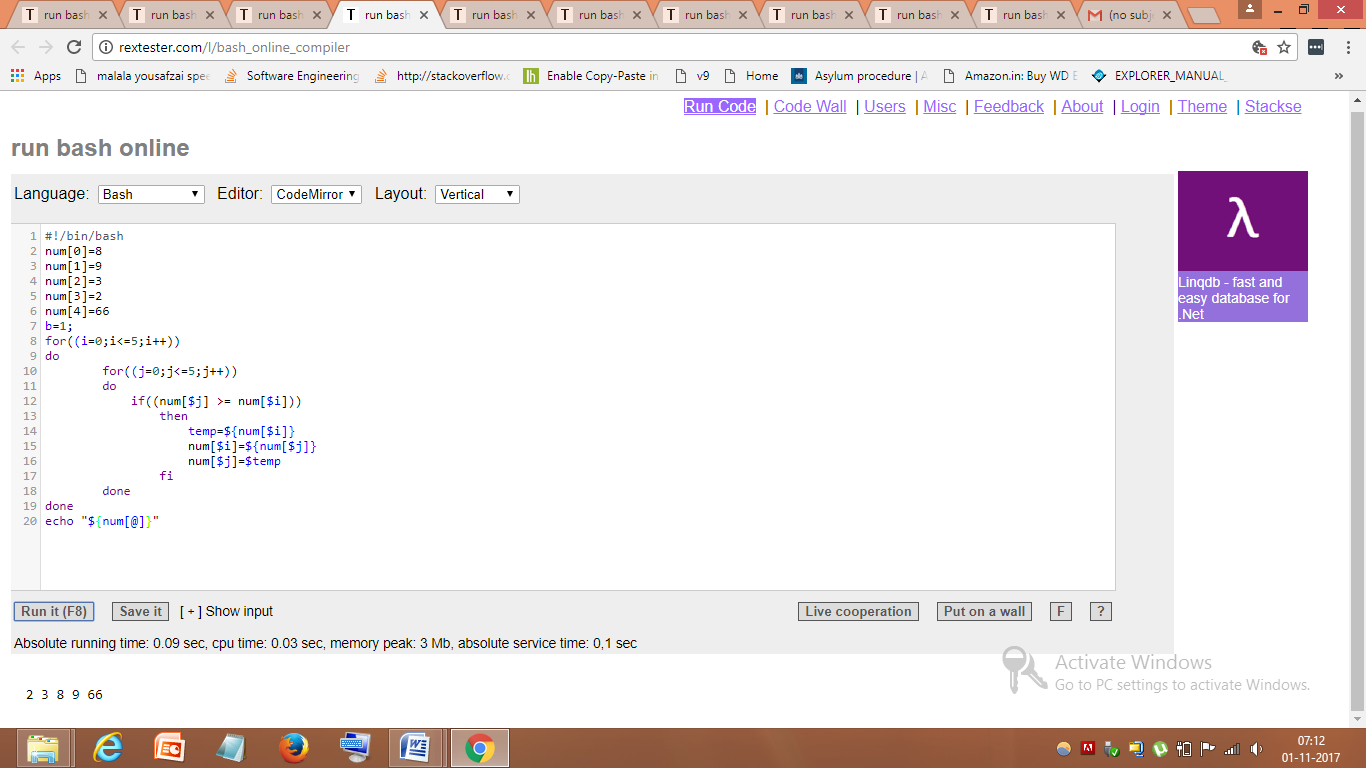 run bash
run bash
run bash
run bash
run bash
run bash
run bash
run bash
run bash
run bash
(no subj
rextester.com/l/bash_online_compiler
Apps
malala yousafzai spee
Software Engineering
http://stackoverflow.c
Enable Copy-Paste in
v9
Home
Asylum procedure | A
Amazon.in: Buy WD E
EXPLORER_MANUAL_
»
Run Code | Code Wall | Users | Misc | Feedback | About | Login | Theme | Stackse
run bash online
Language: Bash Editor: CodeMirror Layout: Vertical
λ
Linqdb - fast and
easy database for
.Net
1 #!/bin/bash
2 num[0]=8
3 num[1]=9
4 num[2]=3
5 num[3]=2
6 num[4]=66
7 b=1;
8 for((i=0;i<=5;i++))
9 do
10 for((j=0;j<=5;j++))
11 do
12 if((num[$j] >= num[$i]))
13 then
14 temp=${num[$i]}
15 num[$i]=${num[$j]}
16 num[$j]=$temp
17 fi
18 done
19 done
20 echo "${num[@]}"
Run it (F8) Save it [ + ] Show input Live cooperation Put on a wall F ?
Absolute running time: 0.09 sec, cpu time: 0.03 sec, memory peak: 3 Mb, absolute service time: 0,1 sec
2 3 8 9 66
Activate Windows
Go to PC settings to activate Windows.
07:12
01-11-2017